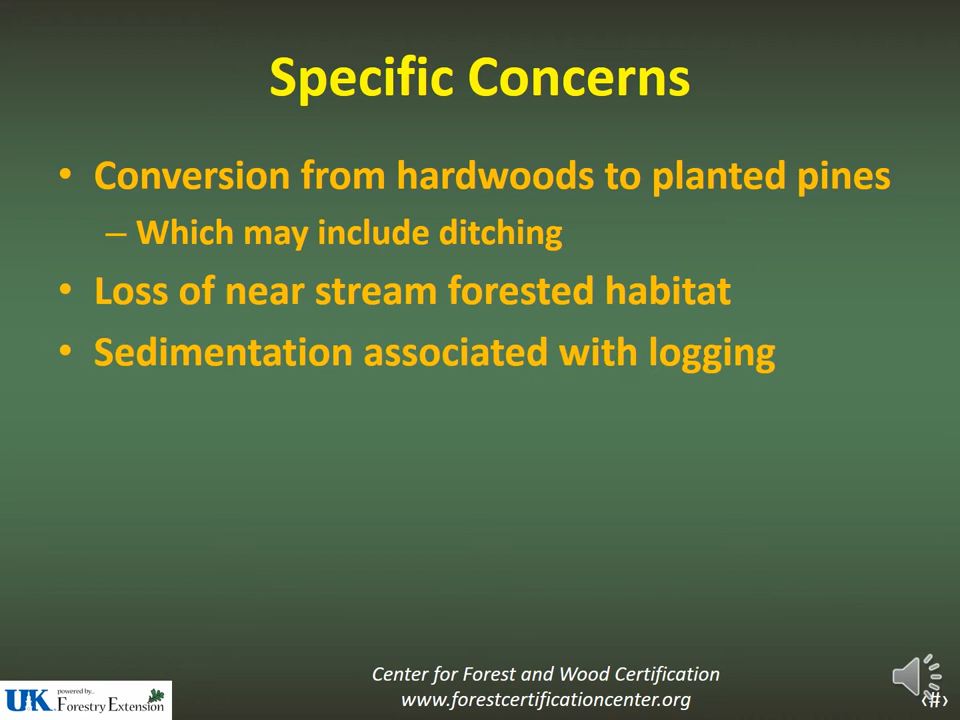 Specific Concerns
• Conversion from hardwoods to planted pines
– Which may include ditching
• Loss of near stream forested habitat
• Sedimentation associated with logging
Center for Forest and Wood Certification
www.forestcertificationcenter.org
‹#›
UK
powered by..
Forestry Extension